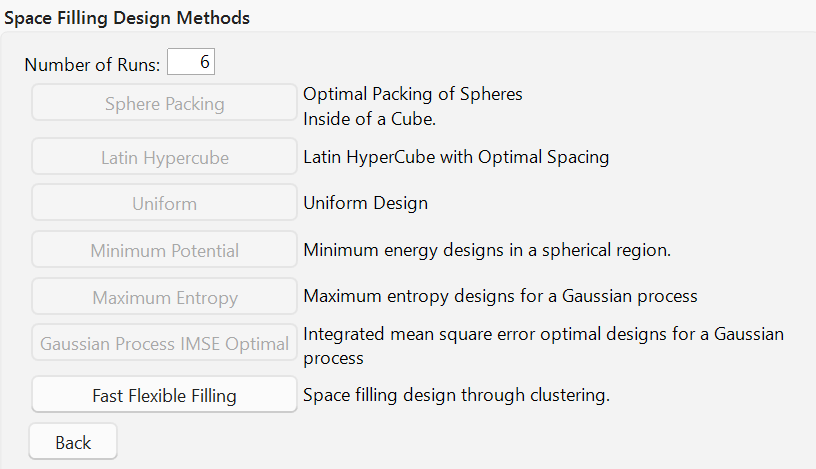 Space Filling Design Methods
Number of Runs: 6
Sphere Packing
Optimal Packing of Spheres
Inside of a Cube.
Latin Hypercube
Latin HyperCube with Optimal Spacing
Uniform
Uniform Design
Minimum Potential
Minimum energy designs in a spherical region.
Maximum Entropy
Maximum entropy designs for a Gaussian process
Gaussian Process IMSE Optimal
Integrated mean square error optimal designs for a Gaussian
process
Fast Flexible Filling
Space filling design through clustering.
Back